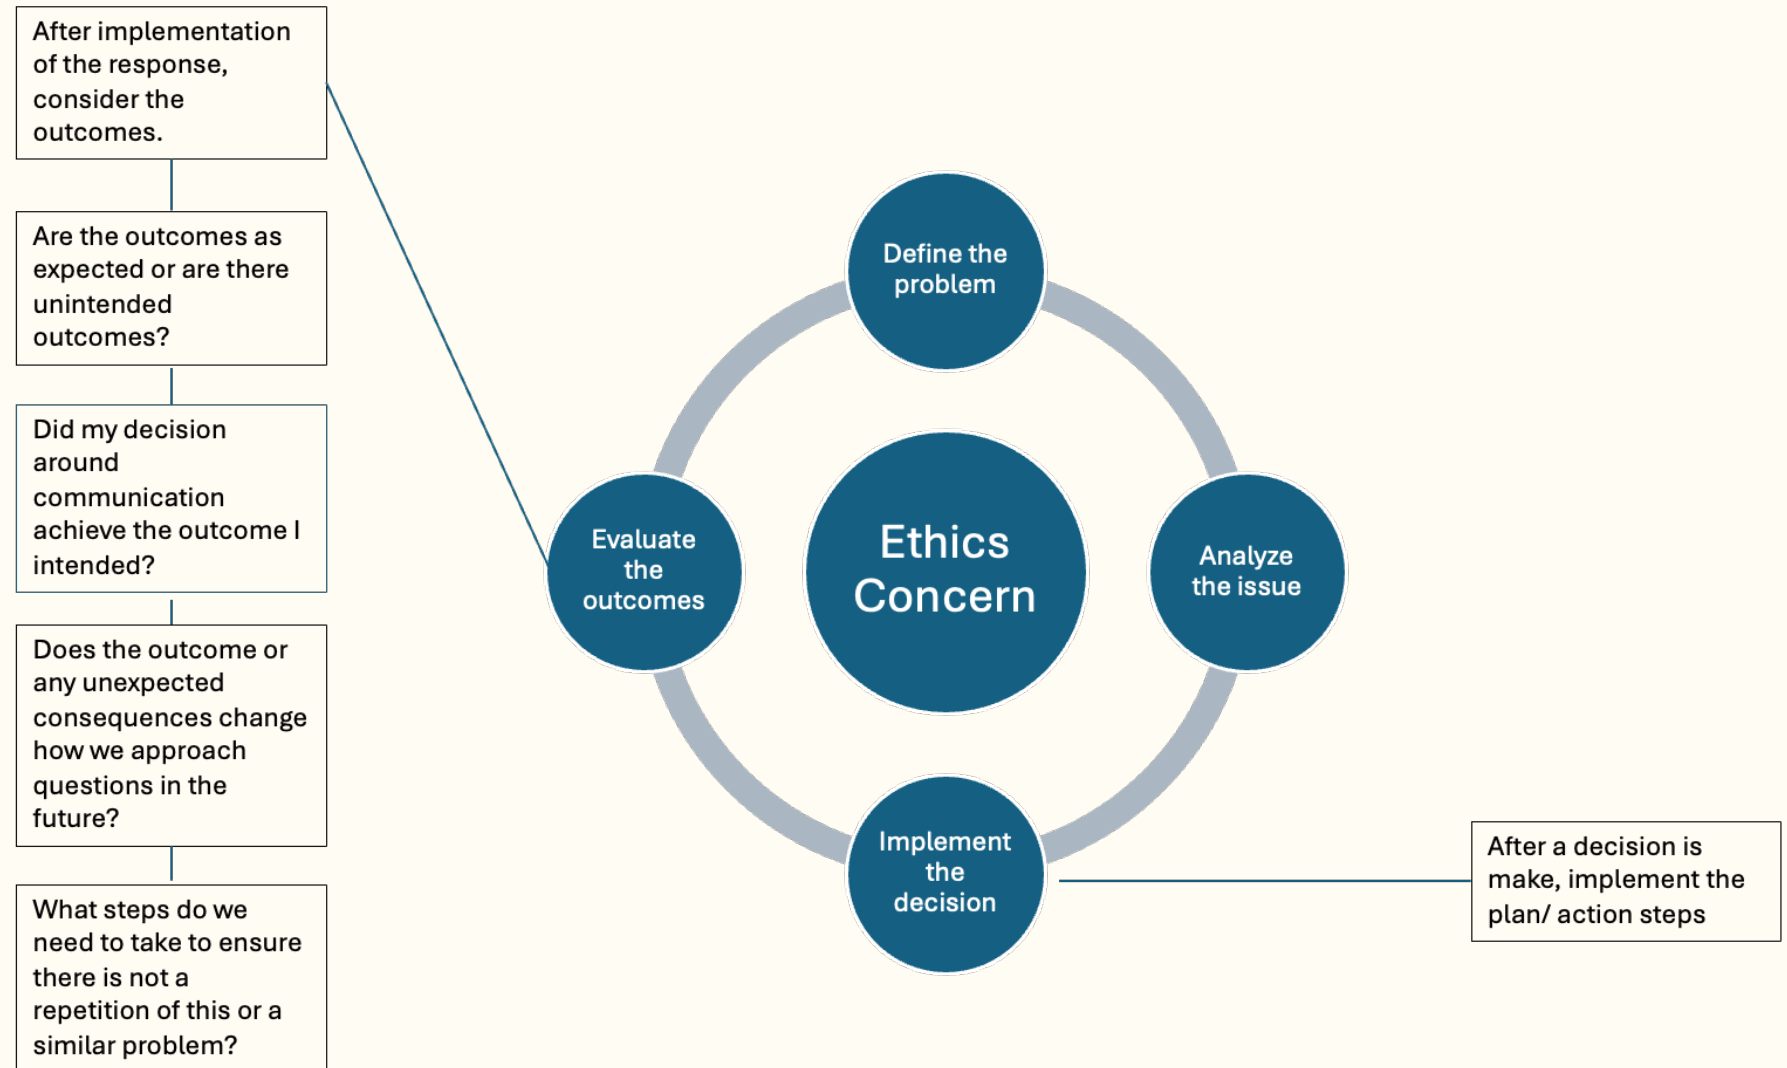 After implementation
of the response,
consider the
outcomes.
Are the outcomes as
expected or are there
unintended
outcomes?
Did my decision
around
communication
achieve the outcome I
intended?
Does the outcome or
any unexpected
consequences change
how we approach
questions in the
future?
What steps do we
need to take to ensure
there is not a
repetition of this or a
similar problem?
Define the
problem
Evaluate
the
outcomes
Ethics
Concern
Analyze
the issue
Implement
the
decision
After a decision is
make, implement the
plan/ action steps